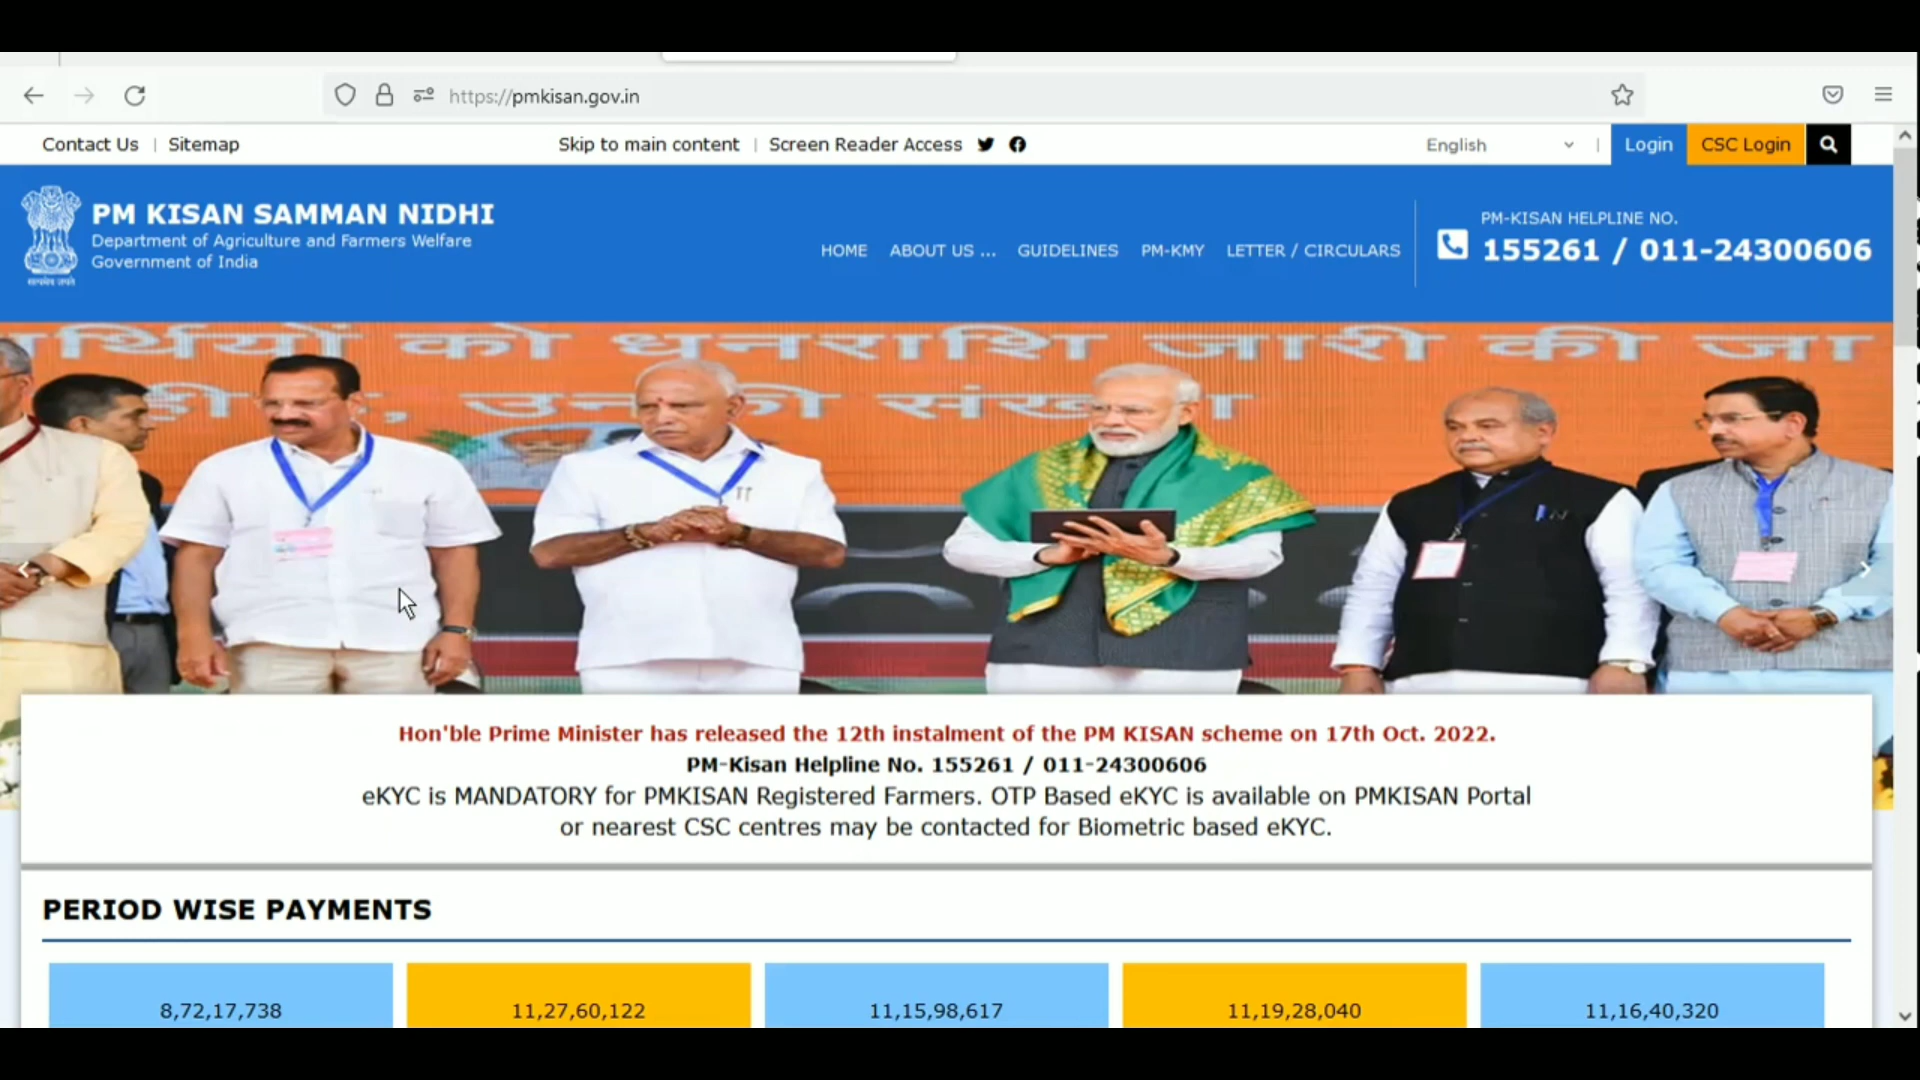 https://pmkisan.gov.in
Contact Us | Sitemap
Skip to main content | Screen Reader Access
English
Login
CSC Login
PM KISAN SAMMAN NIDHI
Department of Agriculture and Farmers Welfare
Government of India
सत्यमेव जयते
HOME ABOUT US ... GUIDELINES PM-KMY LETTER / CIRCULARS
PM-KISAN HELPLINE NO.
155261 / 011-24300606
को धनराशि जारी की जा
Hon'ble Prime Minister has released the 12th instalment of the PM KISAN scheme on 17th Oct. 2022.
PM-Kisan Helpline No. 155261 / 011-24300606
eKYC is MANDATORY for PMKISAN Registered Farmers. OTP Based eKYC is available on PMKISAN Portal
or nearest CSC centres may be contacted for Biometric based eKYC.
PERIOD WISE PAYMENTS
8,72,17,738
11,27,60,122
11,15,98,617
11,19,28,040
11,16,40,320